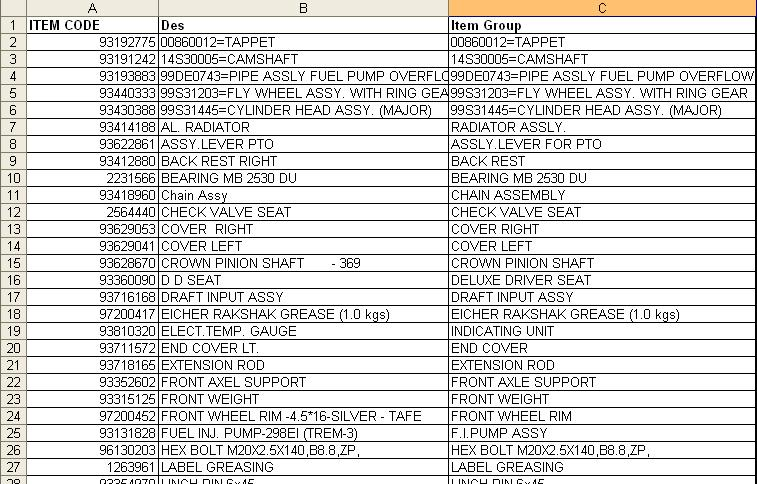 A B C
1 ITEM CODE Des Item Group
2 93192775 00860012=TAPPET 00860012=TAPPET
3 93191242 14S30005=CAMSHAFT 14S30005=CAMSHAFT
4 93193883 99DE0743=PIPE ASSLY FUEL PUMP OVERFLO 99DE0743=PIPE ASSLY FUEL PUMP OVERFLOW
5 93440333 99S31203=FLY WHEEL ASSY. WITH RING GEA 99S31203=FLY WHEEL ASSY. WITH RING GEAR
6 93430388 99S31445=CYLINDER HEAD ASSY. (MAJOR) 99S31445=CYLINDER HEAD ASSY. (MAJOR)
7 93414188 AL. RADIATOR RADIATOR ASSLY.
8 93622861 ASSY.LEVER PTO ASSLY.LEVER FOR PTO
9 93412880 BACK REST RIGHT BACK REST
10 2231566 BEARING MB 2530 DU BEARING MB 2530 DU
11 93418960 Chain Assy CHAIN ASSEMBLY
12 2564440 CHECK VALVE SEAT CHECK VALVE SEAT
13 93629053 COVER  RIGHT COVER RIGHT
14 93629041 COVER LEFT COVER LEFT
15 93628670 CROWN PINION SHAFT - 369 CROWN PINION SHAFT
16 93360090 D D SEAT DELUXE DRIVER SEAT
17 93716168 DRAFT INPUT ASSY DRAFT INPUT ASSY
18 97200417 EICHER RAKSHAK GREASE (1.0 kgs) EICHER RAKSHAK GREASE (1.0 kgs)
19 93810320 ELECT.TEMP. GAUGE INDICATING UNIT
20 93711572 END COVER LT. END COVER
21 93718165 EXTENSION ROD EXTENSION ROD
22 93352602 FRONT AXEL SUPPORT FRONT AXLE SUPPORT
23 93315125 FRONT WEIGHT FRONT WEIGHT
24 97200452 FRONT WHEEL RIM -4.5*16-SILVER - TAFE FRONT WHEEL RIM
25 93131828 FUEL INJ. PUMP-298EI (TREM-3) F.I.PUMP ASSY
26 96130203 HEX BOLT M20X2.5X140,B8.8,ZP, HEX BOLT M20X2.5X140,B8.8,ZP,
27 1263961 LABEL GREASING LABEL GREASING